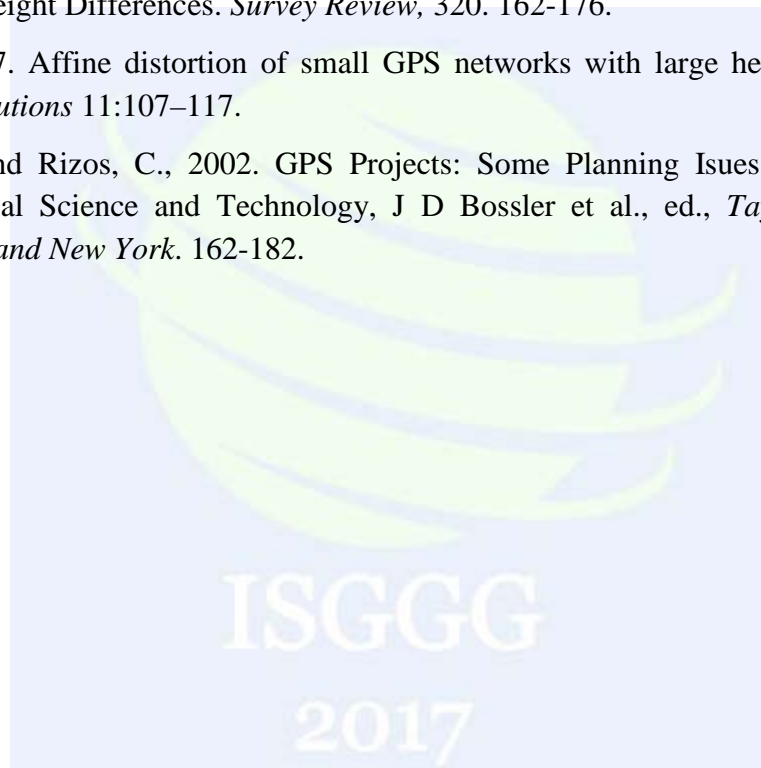 eight Differences. Survey Review, 320. 162-176.
7. Affine distortion of small GPS networks with large he
utions 11:107–117.
nd Rizos, C., 2002. GPS Projects: Some Planning Isues
al Science and Technology, J D Bossler et al., ed., Ta
and New York. 162-182.
ISGGG
2017